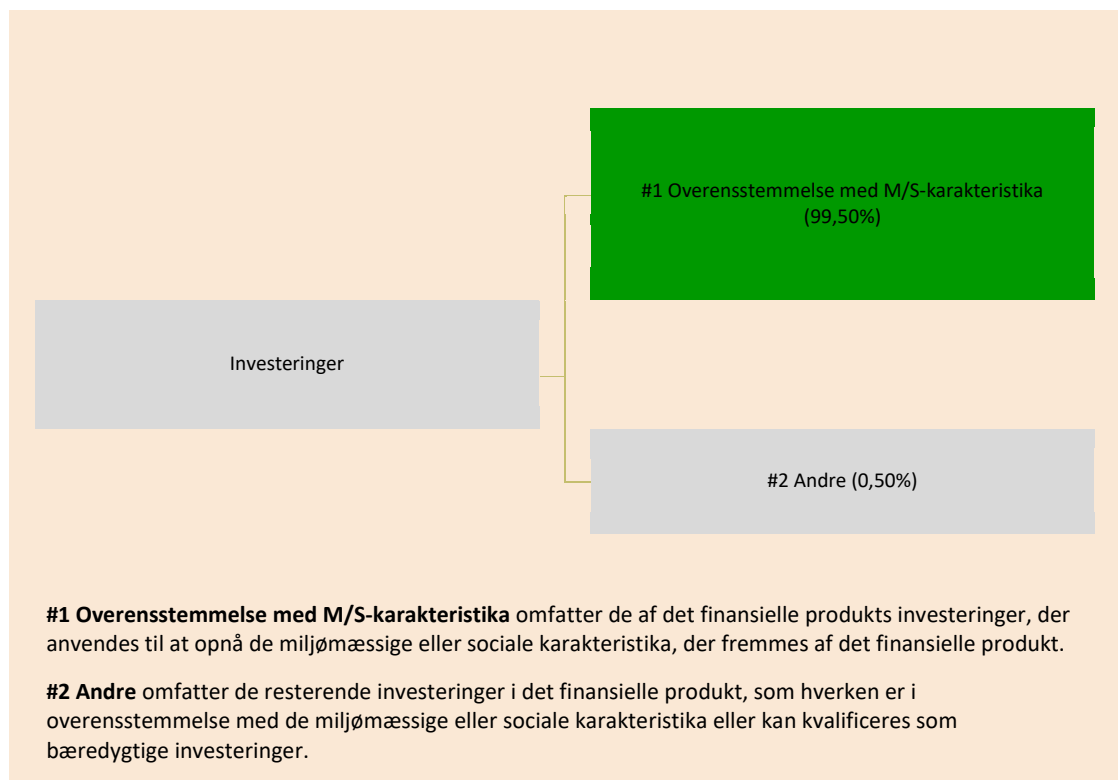 #1 Overensstemmelse med M/S-karakteristika
(99,50%)
Investeringer
#2 Andre (0,50%)
#1 Overensstemmelse med M/S-karakteristika omfatter de af det finansielle produkts investeringer, der
anvendes til at opnå de miljømæssige eller sociale karakteristika, der fremmes af det finansielle produkt.
#2 Andre omfatter de resterende investeringer i det finansielle produkt, som hverken er i
overensstemmelse med de miljømæssige eller sociale karakteristika eller kan kvalificeres som
bæredygtige investeringer.